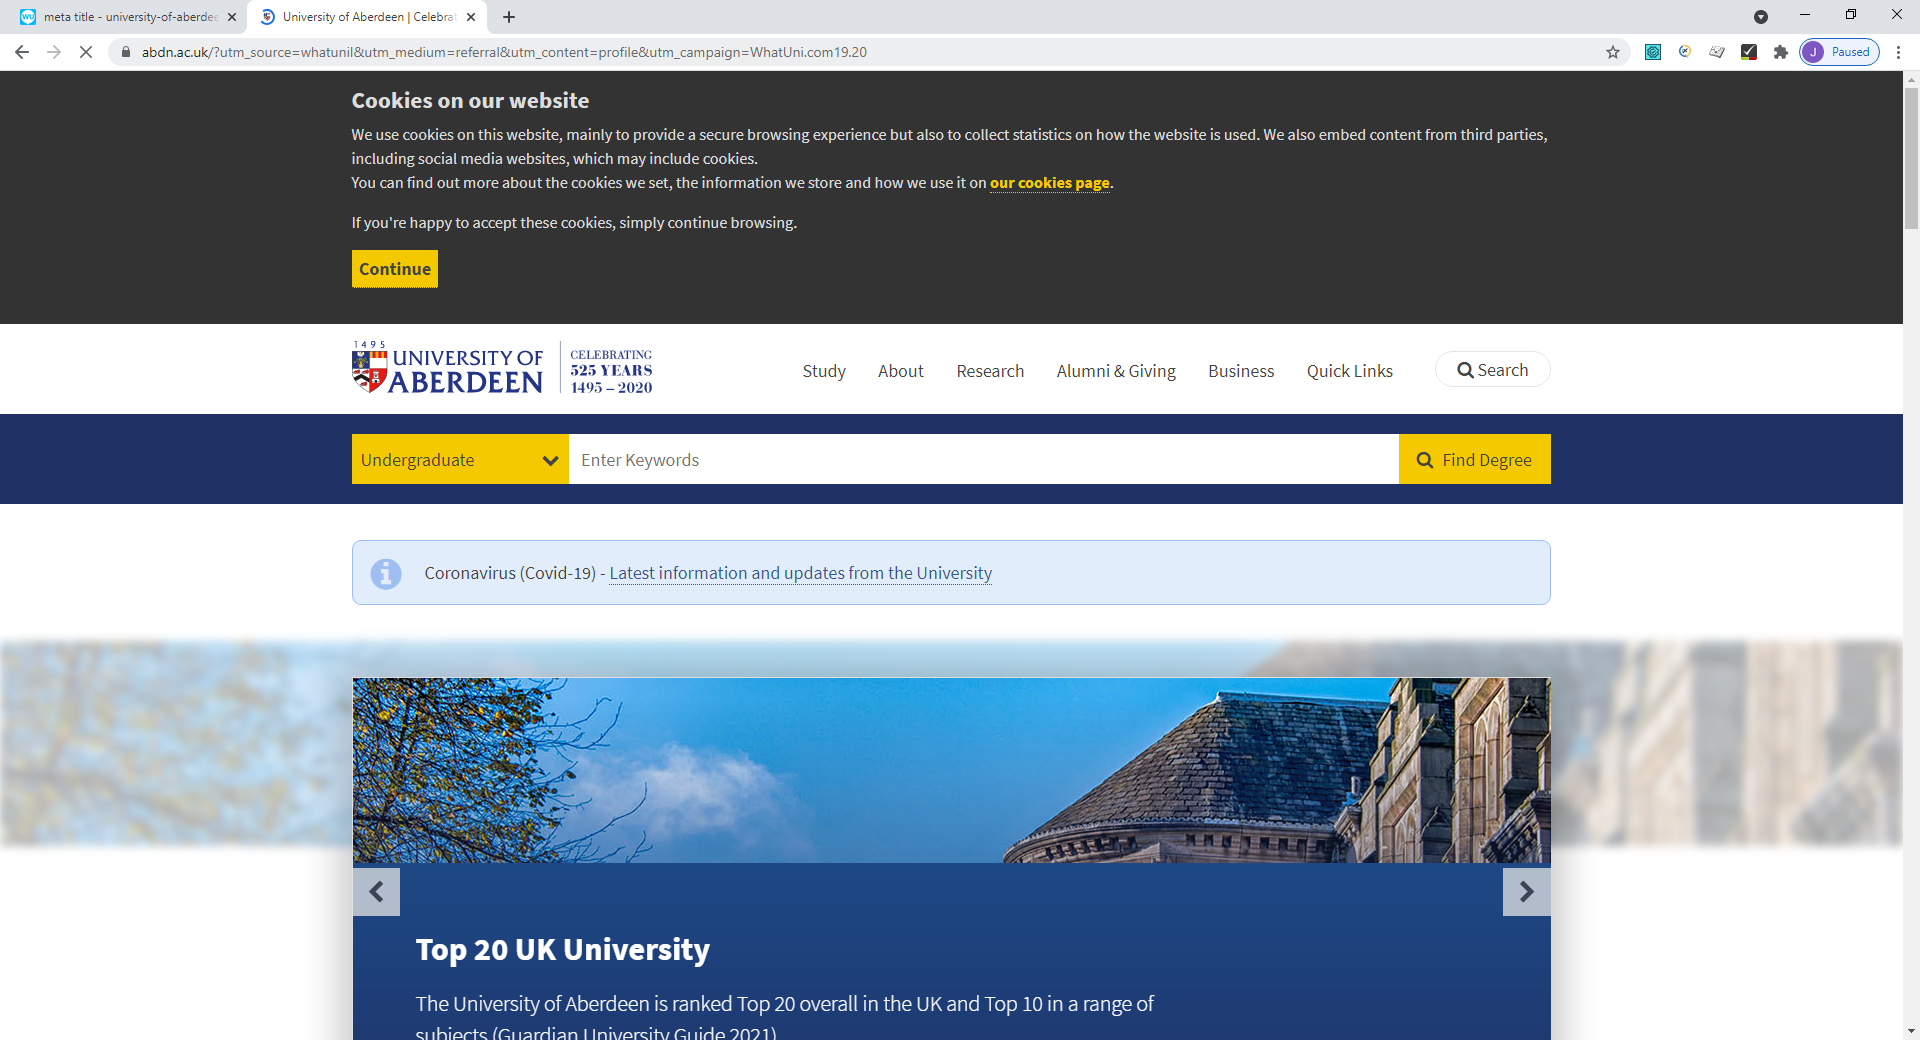 meta title - university-of-aberdee
University of Aberdeen | Celebrat
abdn.ac.uk/?utm_source=whatunil&utm_medium=referral&utm_content=profile&utm_campaign=WhatUni.com19.20
J Paused
Cookies on our website
We use cookies on this website, mainly to provide a secure browsing experience but also to collect statistics on how the website is used. We also embed content from third parties,
including social media websites, which may include cookies.
You can find out more about the cookies we set, the information we store and how we use it on our cookies page.
If you're happy to accept these cookies, simply continue browsing.
Continue
1495
UNIVERSITY OF
ABERDEEN
CELEBRATING
525 YEARS
1495 – 2020
Study About Research Alumni & Giving Business Quick Links Search
Undergraduate Enter Keywords Find Degree
Coronavirus (Covid-19) - Latest information and updates from the University
Top 20 UK University
The University of Aberdeen is ranked Top 20 overall in the UK and Top 10 in a range of
subjects (Guardian University Guide 2021)